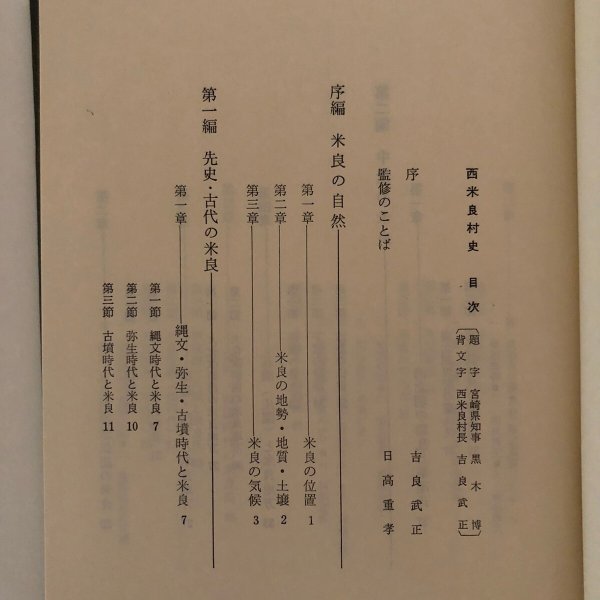 西米良村史 目次
題字 宮崎県知事 黒木博
背文字 西米良村長 吉良武正
序 吉良武正
監修のことば 日高重孝
序編 米良の自然
第一章 米良の位置 1
第二章 米良の地勢・地質・土壌 2
第三章 米良の気候 3
第一編 先史・古代の米良
第一章 縄文・弥生・古墳時代と米良 7
第一節 縄文時代と米良 7
第二節 弥生時代と米良 10
第三節 古墳時代と米良 11